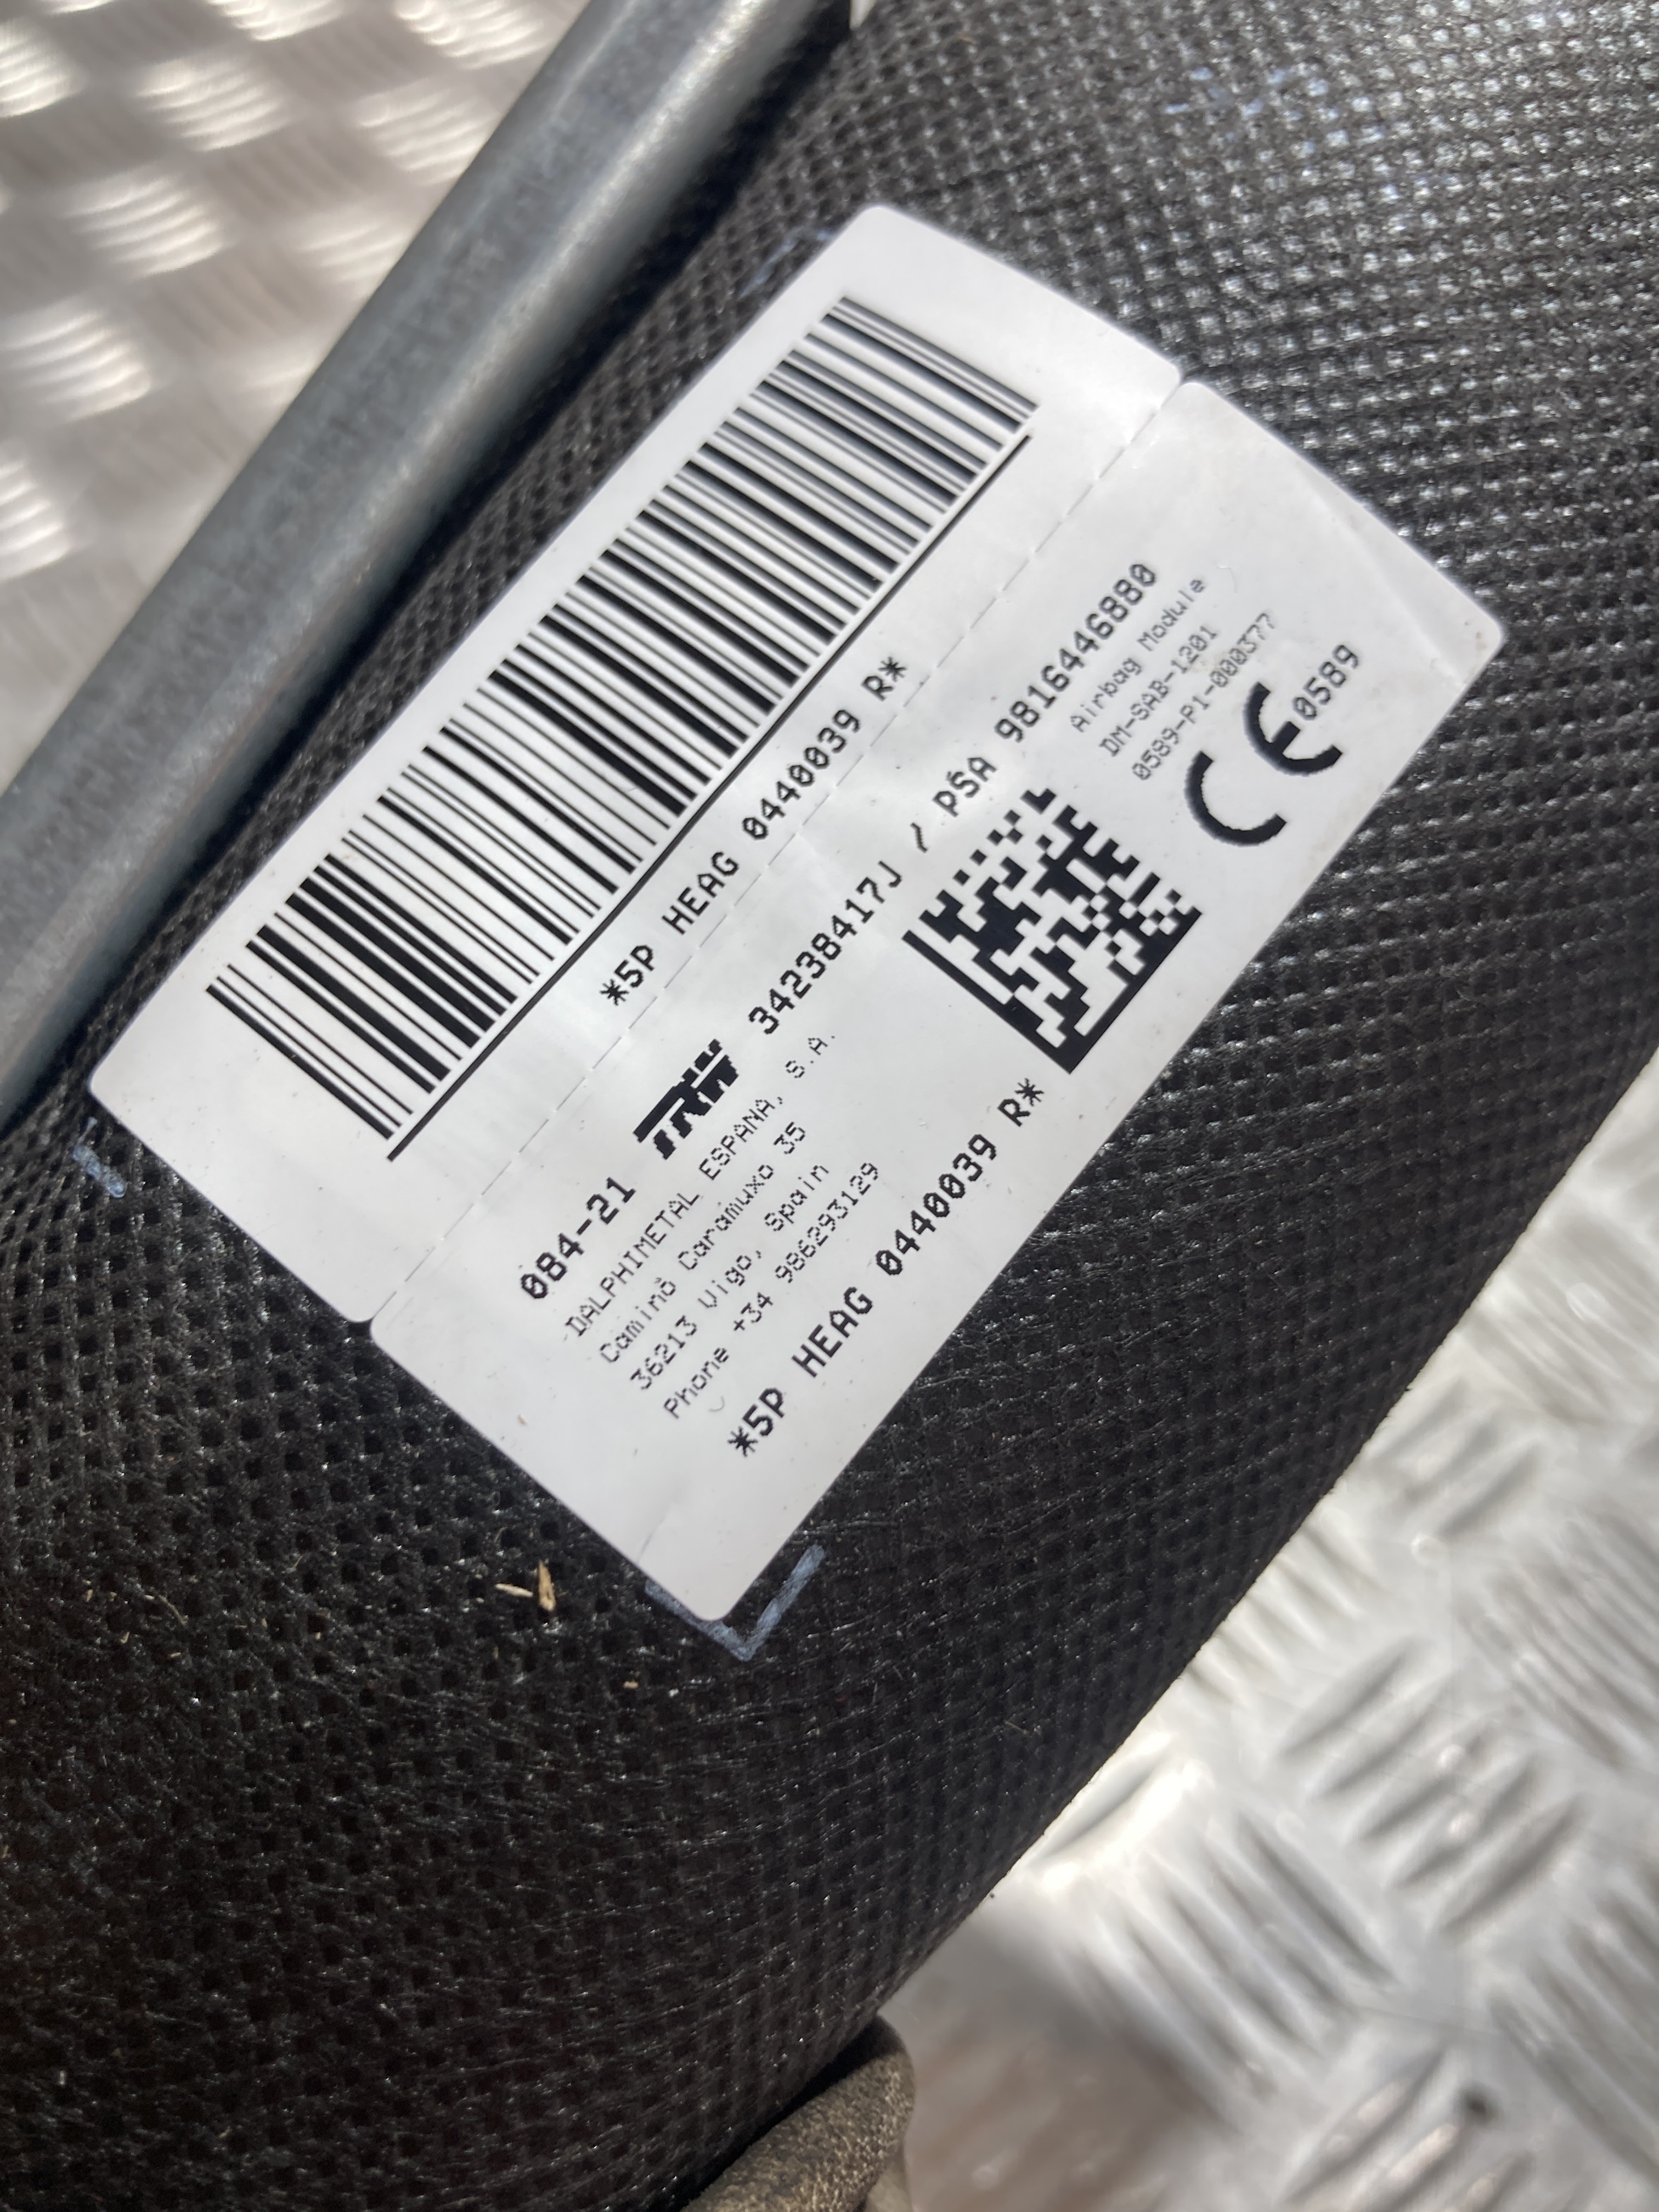 *5P HEAG 0440039 R*
084-21 TRW 34238417J / PSA 9816446880
DALPHIMETAL ESPANA, S.A.
Camino Caramuxo 35
36213 Vigo, Spain
Phone +34 986293129
Airbag Module
DM-SAB-1201
0589-P1-000377
CE 0589
*5P HEAG 0440039 R*